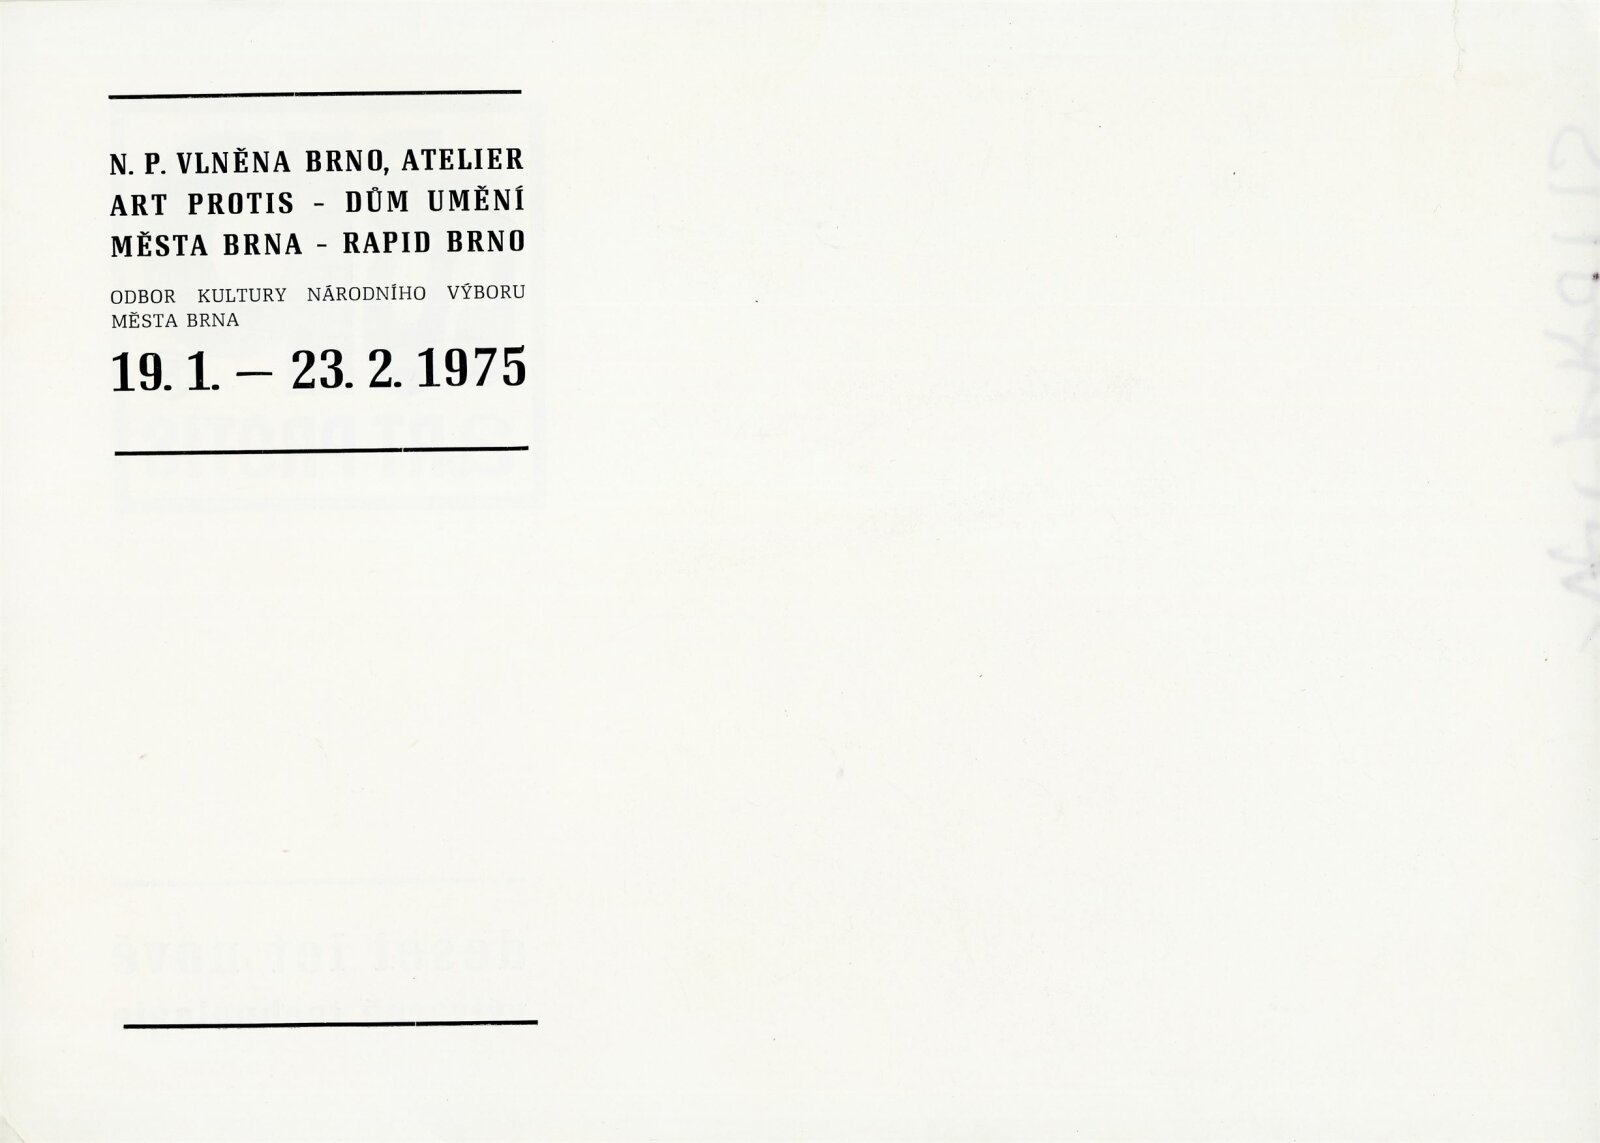 N. P. VLNĚNA BRNO, ATELIER
ART PROTIS - DŮM UMĚNÍ
MĚSTA BRNA - RAPID BRNO
ODBOR KULTURY NÁRODNÍHO VÝBORU
MĚSTA BRNA
19. 1. — 23. 2. 1975